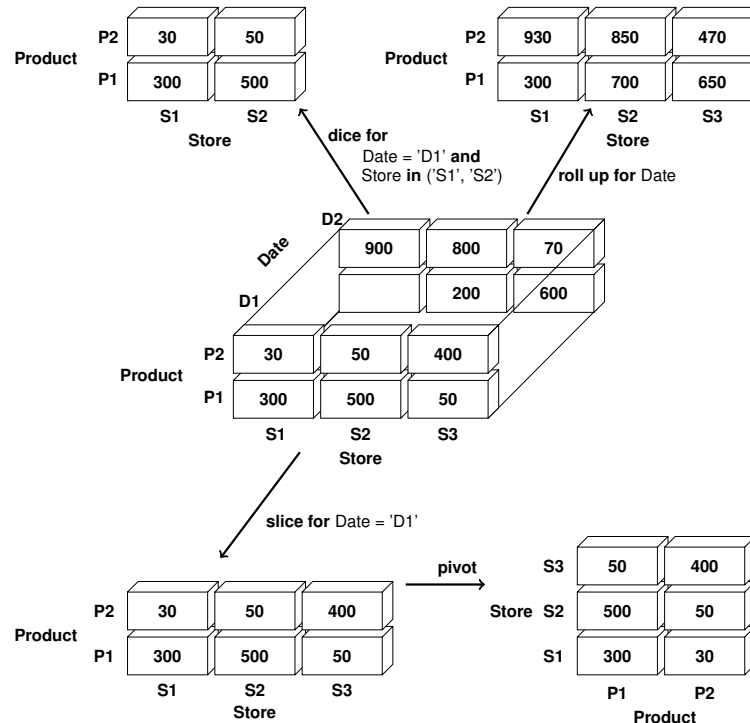 P2 30 50
Product
P1 300 500
S1 S2
Store
P2 930 850 470
Product
P1 300 700 650
S1 S2 S3
Store
dice for
Date = 'D1' and
Store in ('S1', 'S2')
roll up for Date
D2
900 800 70
Date
200 600
D1
P2 30 50 400
Product
P1 300 500 50
S1 S2 S3
Store
slice for Date = 'D1'
P2 30 50 400
Product
P1 300 500 50
S1 S2 S3
Store
pivot
S3 50 400
Store S2 500 50
S1 300 30
P1 P2
Product